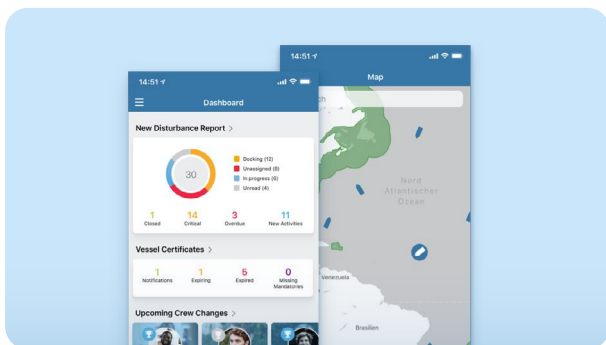 14:51
Dashboard
New Disturbance Report >
30
Docking (12)
Unassigned (8)
In progress (6)
Unread (4)
1
14
3
11
Closed
Critical
Overdue
New Activities
Vessel Certificates >
1
1
5
0
Notifications
Expiring
Expired
Missing
Mandatories
Upcoming Crew Changes >
14:51
Map
ch
Nord
Atlantischer
Ozean
Venezuela
Brasilien